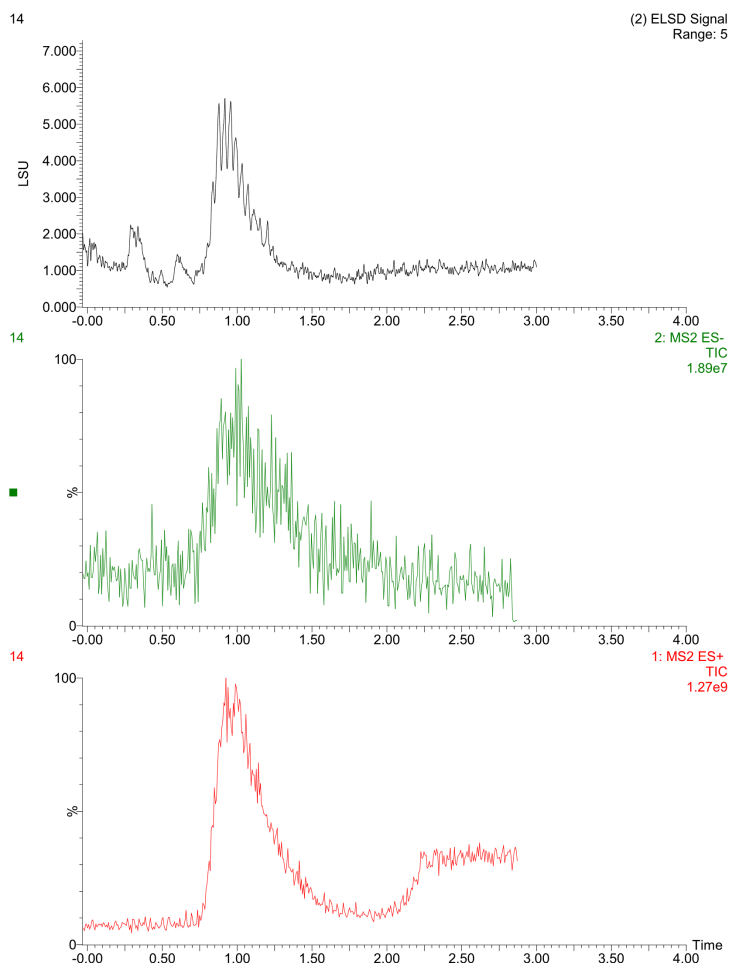 14
(2) ELSD Signal
Range: 5
7.000
6.000
5.000
4.000
LSU
3.000
2.000
1.000
0.000
-0.00 0.50 1.00 1.50 2.00 2.50 3.00 3.50 4.00
14
2: MS2 ES-
TIC
1.89e7
100
%
0
-0.00 0.50 1.00 1.50 2.00 2.50 3.00 3.50 4.00
14
1: MS2 ES+
TIC
1.27e9
100
%
0
Time
-0.00 0.50 1.00 1.50 2.00 2.50 3.00 3.50 4.00